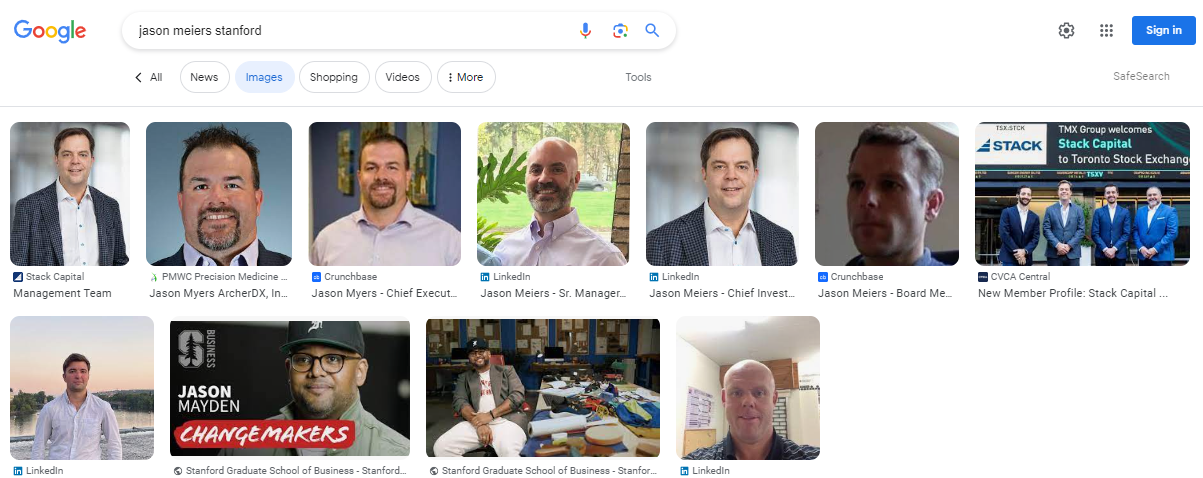 Google
jason meiers stanford
Sign in
All
News
Images
Shopping
Videos
More
Tools
SafeSearch
TSX:STCK
STACK
TMX Group welcomes
Stack Capital
to Toronto Stock Exchang
TSXV
Stack Capital
Management Team
PMWC Precision Medicine ...
Jason Myers ArcherDX, In...
Crunchbase
Jason Myers - Chief Execut...
LinkedIn
Jason Meiers - Sr. Manager...
LinkedIn
Jason Meiers - Chief Invest...
Crunchbase
Jason Meiers - Board Me...
CVCA Central
New Member Profile: Stack Capital ...
S
BUSINESS
JASON
MAYDEN
CHANGEMAKERS
LinkedIn
Stanford Graduate School of Business - Stanford...
Stanford Graduate School of Business - Stanfor...
LinkedIn